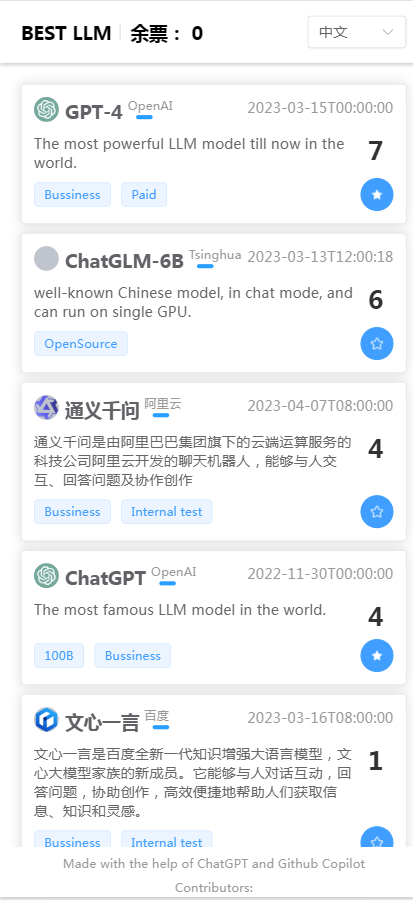 BEST LLM 余票： 0 中文
GPT-4 OpenAI 2023-03-15T00:00:00
The most powerful LLM model till now in the
world.
7
Bussiness Paid
ChatGLM-6B Tsinghua 2023-03-13T12:00:18
well-known Chinese model, in chat mode, and
can run on single GPU.
6
OpenSource
通义千问 阿里云 2023-04-07T08:00:00
通义千问是由阿里巴巴集团旗下的云端运算服务的
科技公司阿里云开发的聊天机器人，能够与人交
互、回答问题及协作创作
4
Bussiness Internal test
ChatGPT OpenAI 2022-11-30T00:00:00
The most famous LLM model in the world.
4
100B Bussiness
文心一言 百度 2023-03-16T08:00:00
文心一言是百度全新一代知识增强大语言模型，文
心大模型家族的新成员。它能够与人对话互动，回
答问题，协助创作，高效便捷地帮助人们获取信
息、知识和灵感。
1
Bussiness Internal test
Made with the help of ChatGPT and Github Copilot
Contributors: